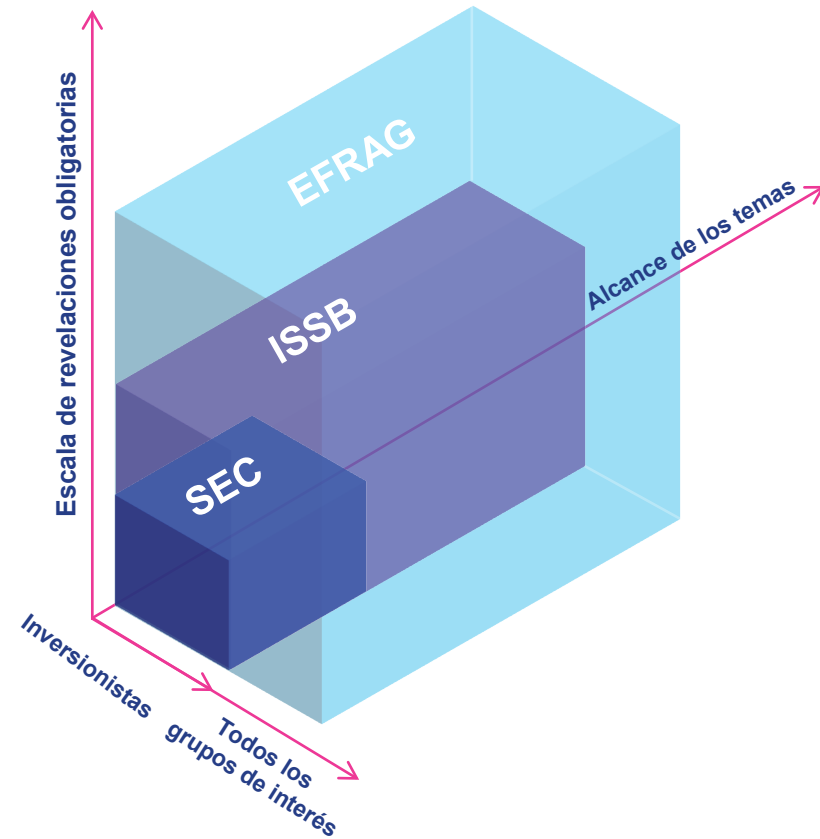 EFRAG
Escala de revelaciones obligatorias
Alcance de los temas
ISSB
SEC
Inversionistas
Todos los
grupos de interés